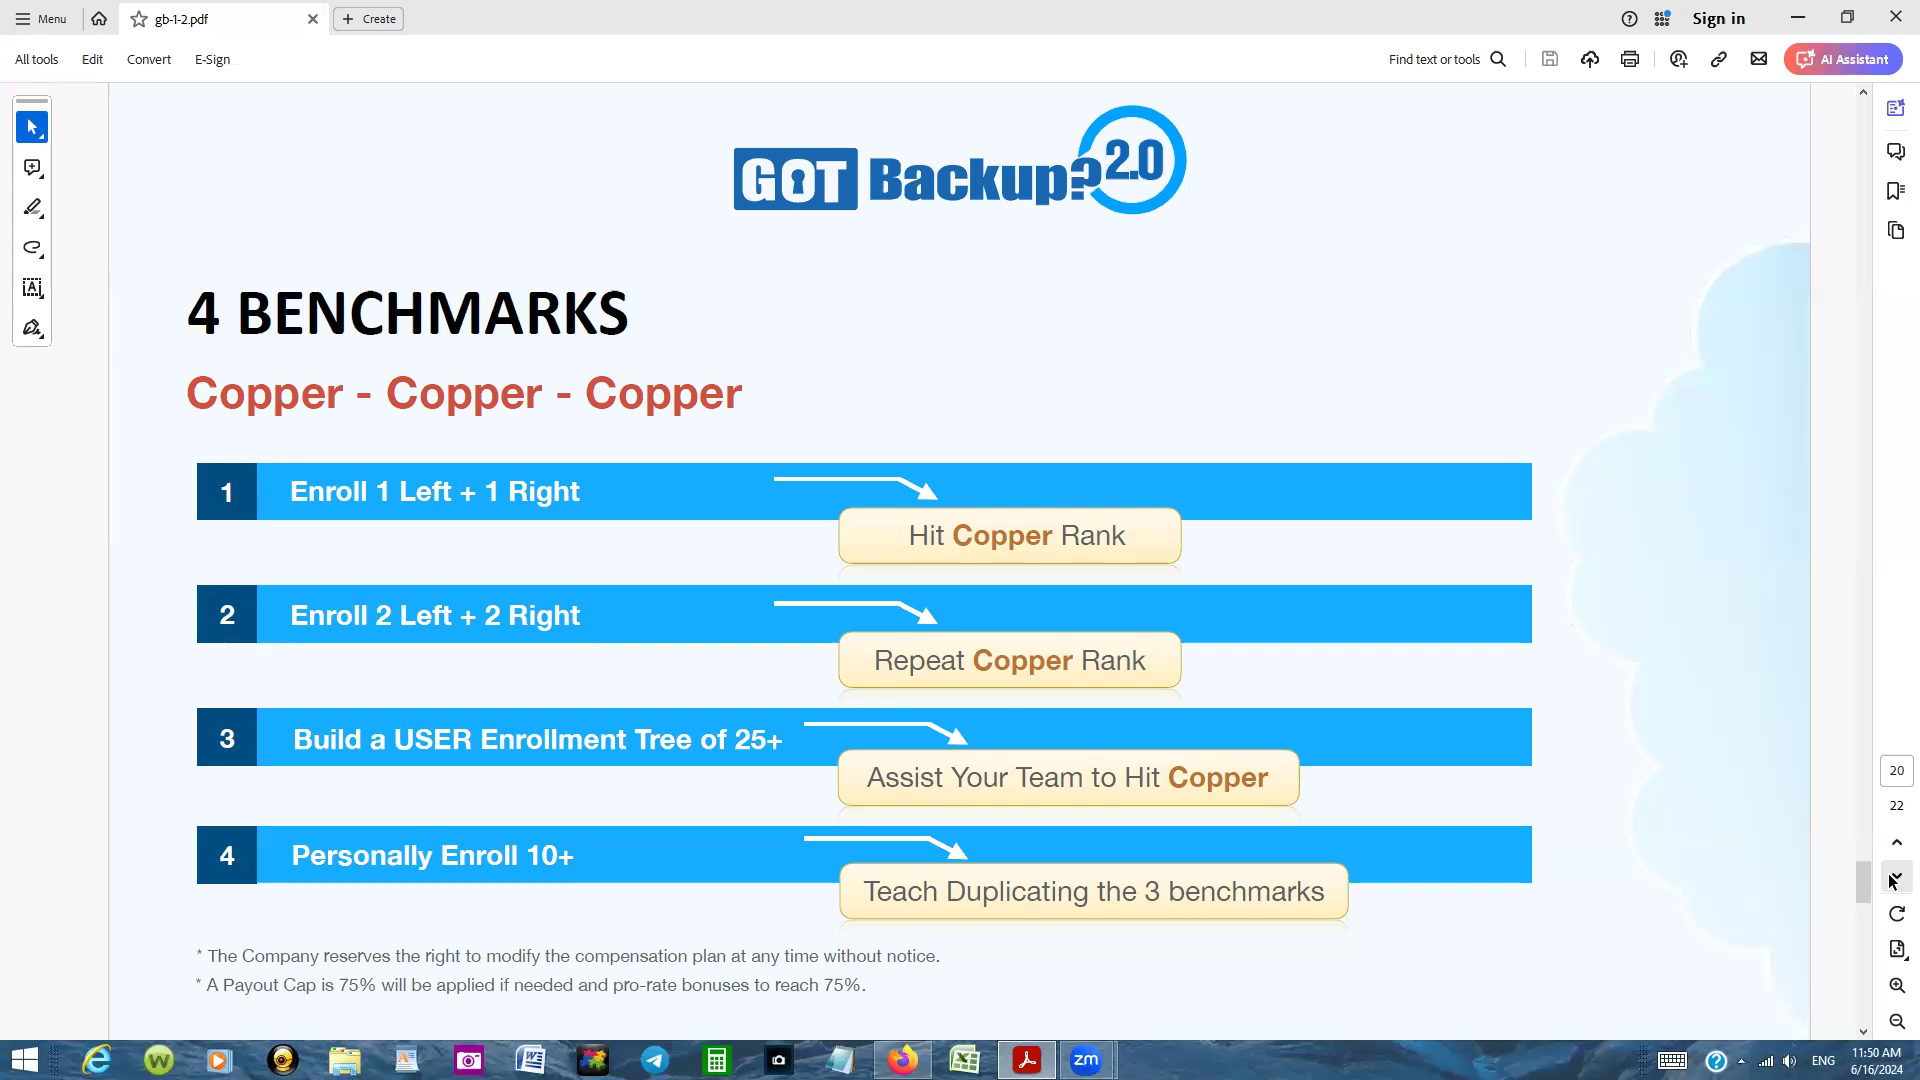 Menu
gb-1-2.pdf
Create
Sign in
All tools
Edit
Convert
E-Sign
Find text or tools
AI Assistant
GOT Backup? 2.0
4 BENCHMARKS
Copper - Copper - Copper
1 Enroll 1 Left + 1 Right
Hit Copper Rank
2 Enroll 2 Left + 2 Right
Repeat Copper Rank
3 Build a USER Enrollment Tree of 25+
Assist Your Team to Hit Copper
4 Personally Enroll 10+
Teach Duplicating the 3 benchmarks
* The Company reserves the right to modify the compensation plan at any time without notice.
* A Payout Cap is 75% will be applied if needed and pro-rate bonuses to reach 75%.
20
22
zm
ENG
11:50 AM
6/16/2024